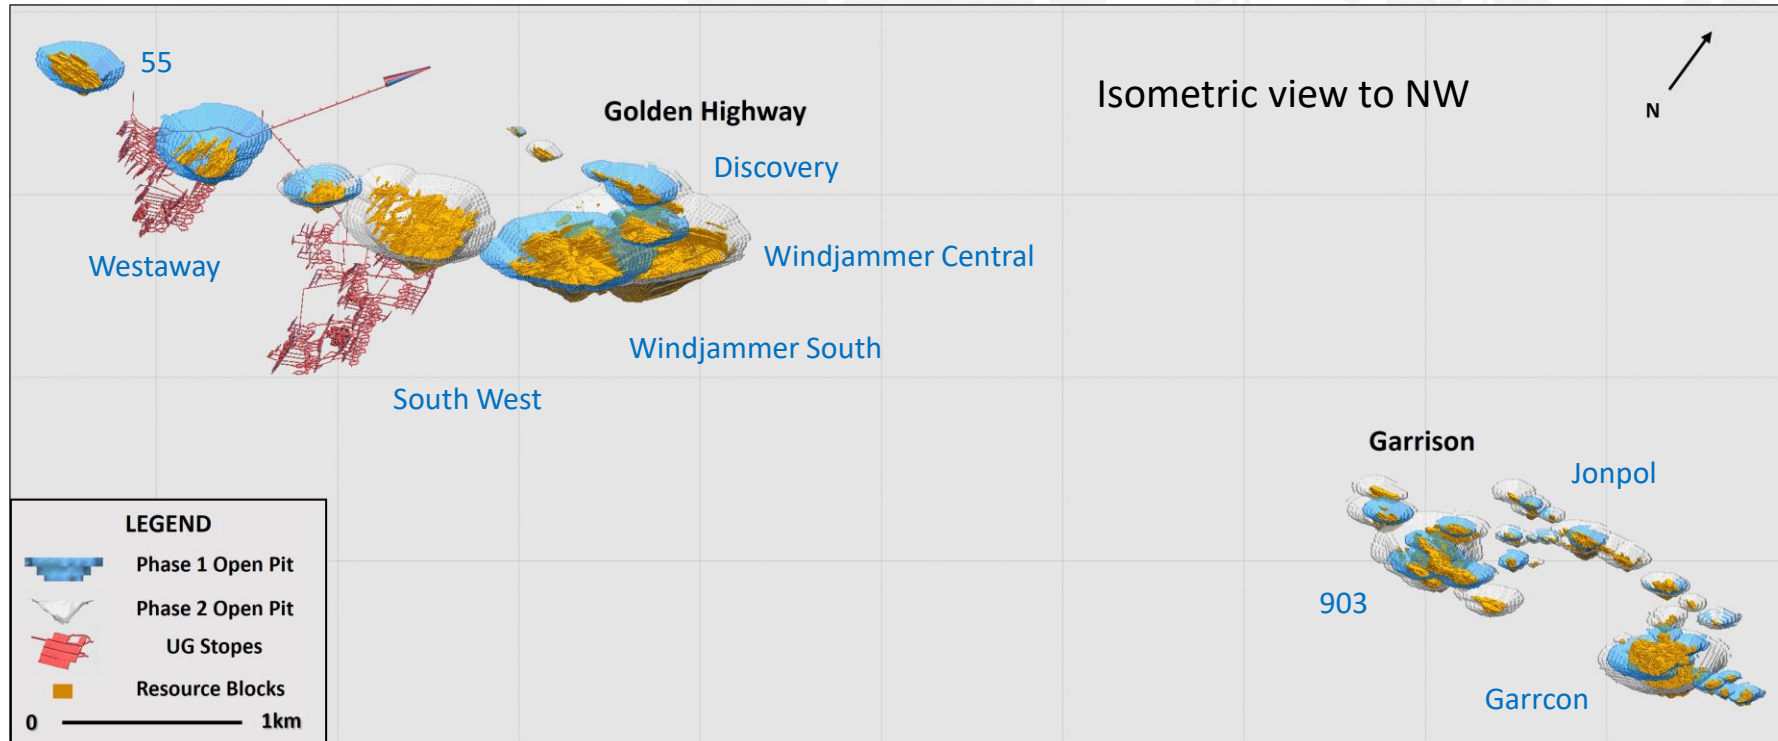 55
Isometric view to NW
N
Golden Highway
Discovery
Westaway
Windjammer Central
Windjammer South
South West
Garrison
Jonpol
903
Garrcon
LEGEND
Phase 1 Open Pit
Phase 2 Open Pit
UG Stopes
Resource Blocks
0 1km